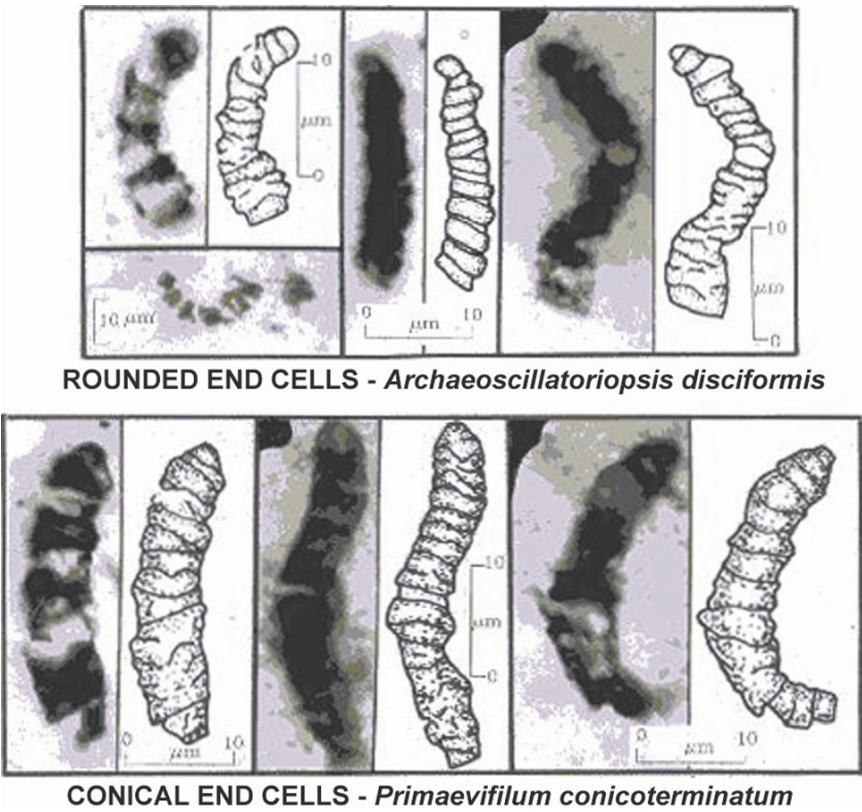 10
μm
0
10 μm
0 μm 10
10
μm
0
ROUNDED END CELLS - Archaeoscillatoriopsis disciformis
0 μm 10
10
μm
0
0 μm 10
CONICAL END CELLS - Primaevifilum conicoterminatum